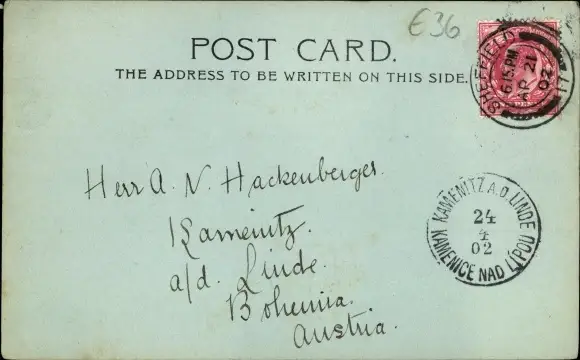 €36
POST CARD.
THE ADDRESS TO BE WRITTEN ON THIS SIDE.
SHEFFIELD
6.15 PM
AP 21
02
Herr A. N. Hackenberger
Kamenitz.
a/d. Linde.
Bohemia.
Austria.
KAMENITZ A.D. LINDE
24
4
02
KAMENICE NAD LIPOU